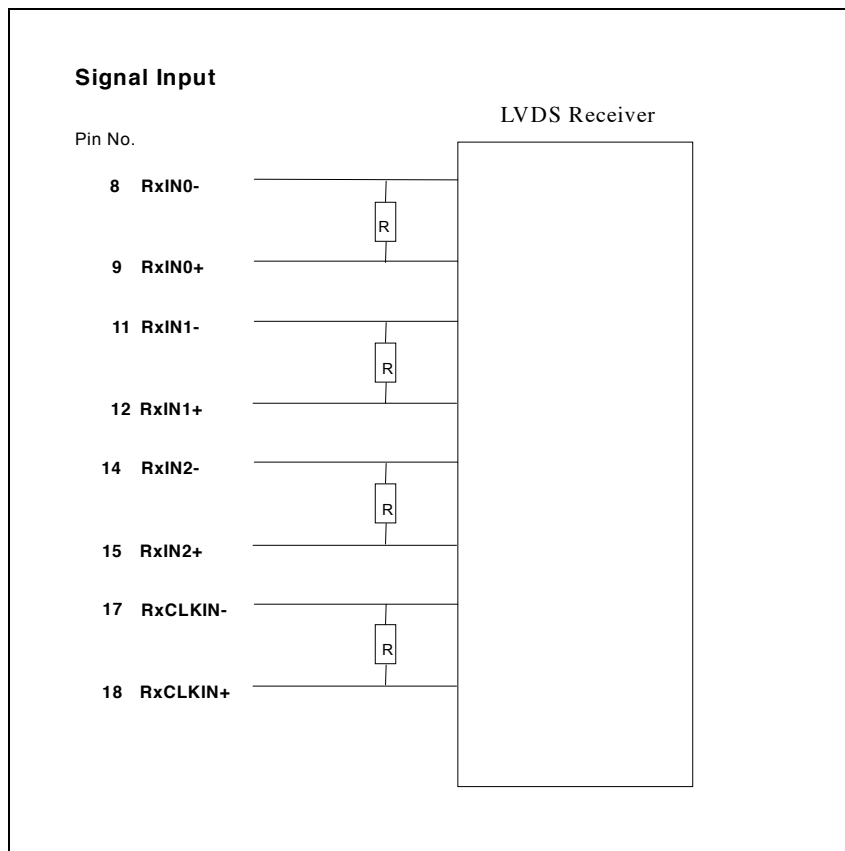 Signal Input
LVDS Receiver
Pin No.
8 RxIN0-
R
9 RxIN0+
11 RxIN1-
R
12 RxIN1+
14 RxIN2-
R
15 RxIN2+
17 RxCLKIN-
R
18 RxCLKIN+